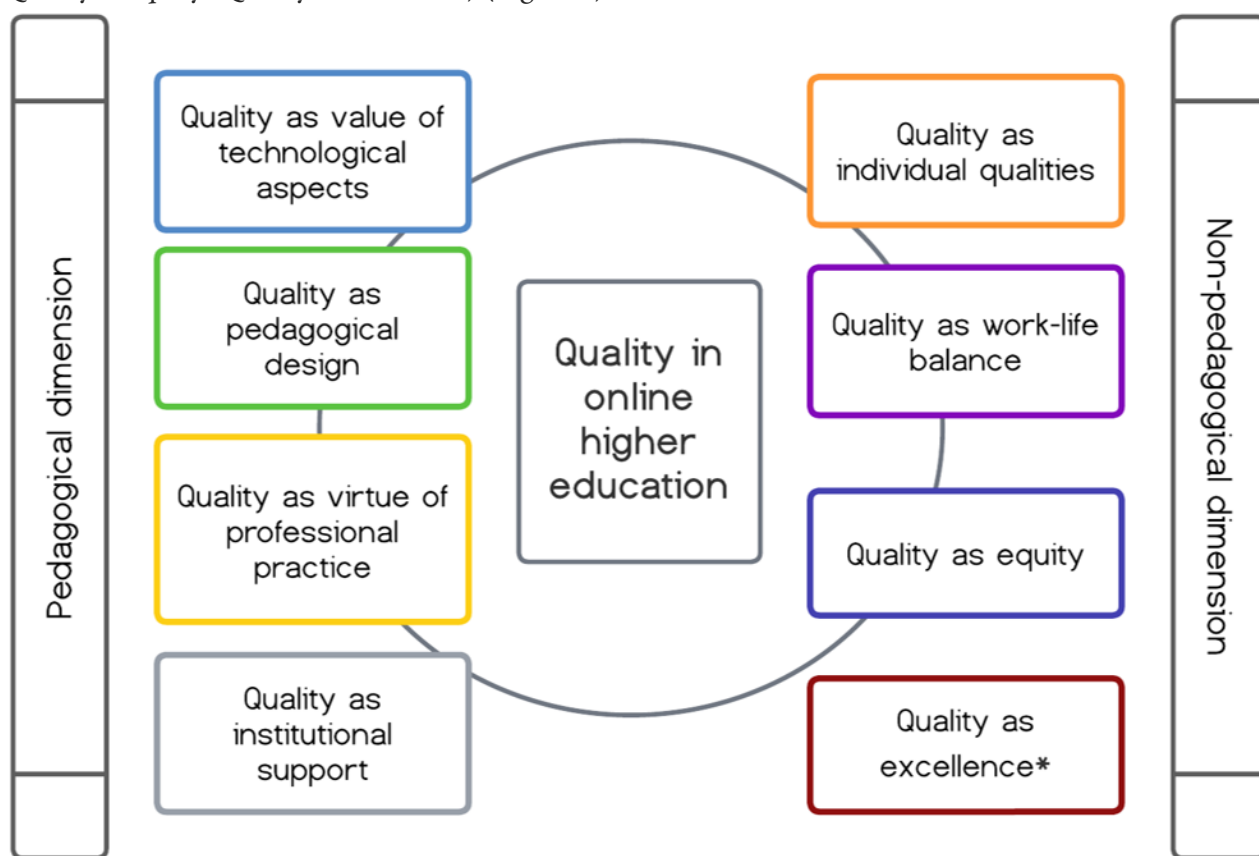 Pedagogical dimension
Quality as value of
technological
aspects
Quality as
pedagogical
design
Quality as virtue of
professional
practice
Quality as
institutional
support
Quality in
online
higher
education
Quality as
individual qualities
Quality as work-life
balance
Quality as equity
Quality as
excellence*
Non-pedagogical dimension